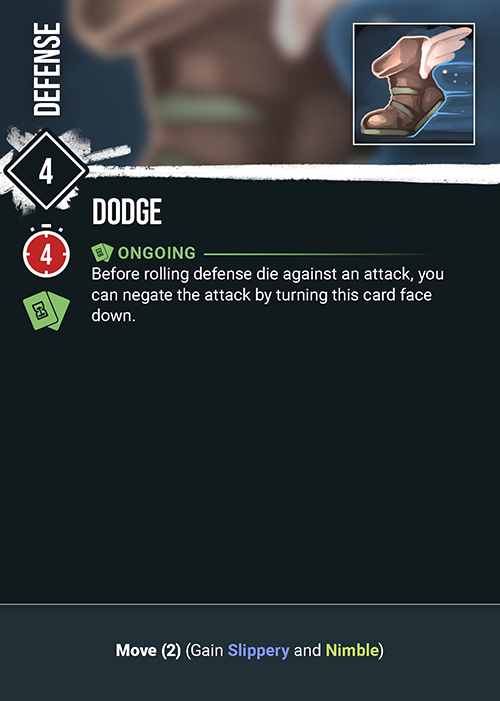 DEFENSE
4
DODGE
4
ONGOING
Before rolling defense die against an attack, you
can negate the attack by turning this card face
down.
Move (2) (Gain Slippery and Nimble)